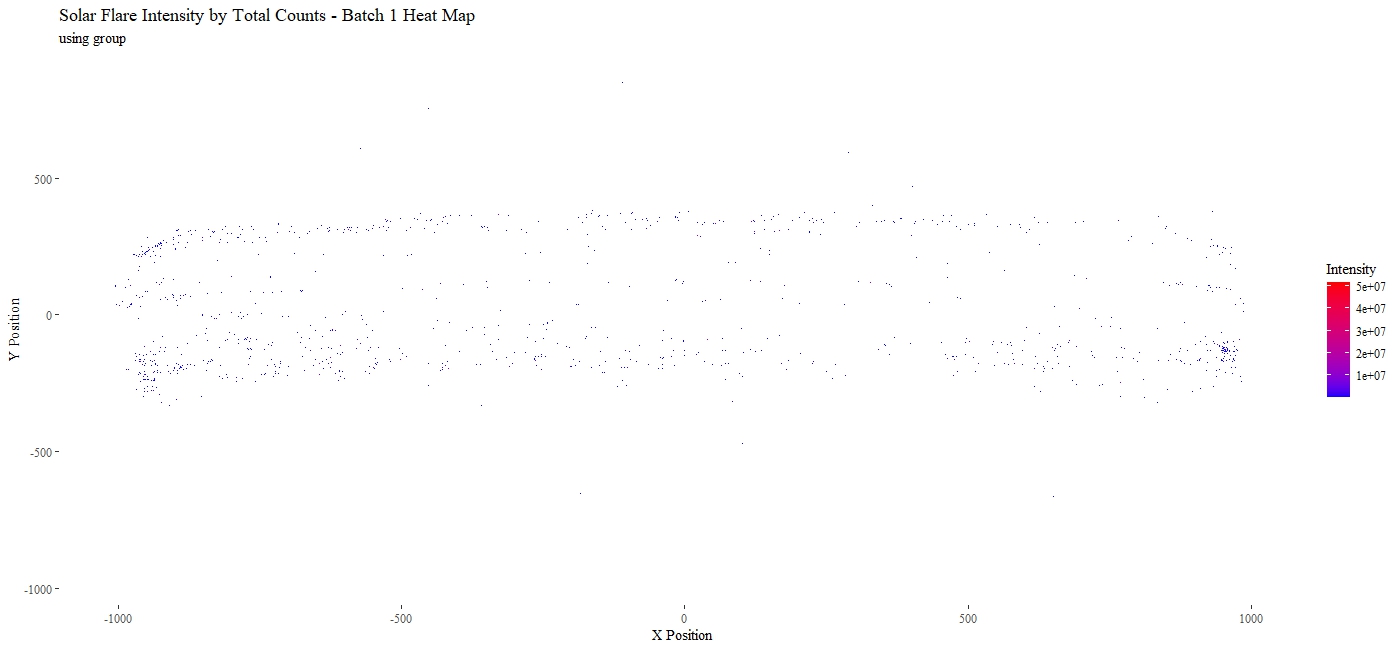 Solar Flare Intensity by Total Counts - Batch 1 Heat Map
using group
500
0
-500
-1000
Y Position
-1000
-500
0
500
1000
X Position
Intensity
5e+07
4e+07
3e+07
2e+07
1e+07